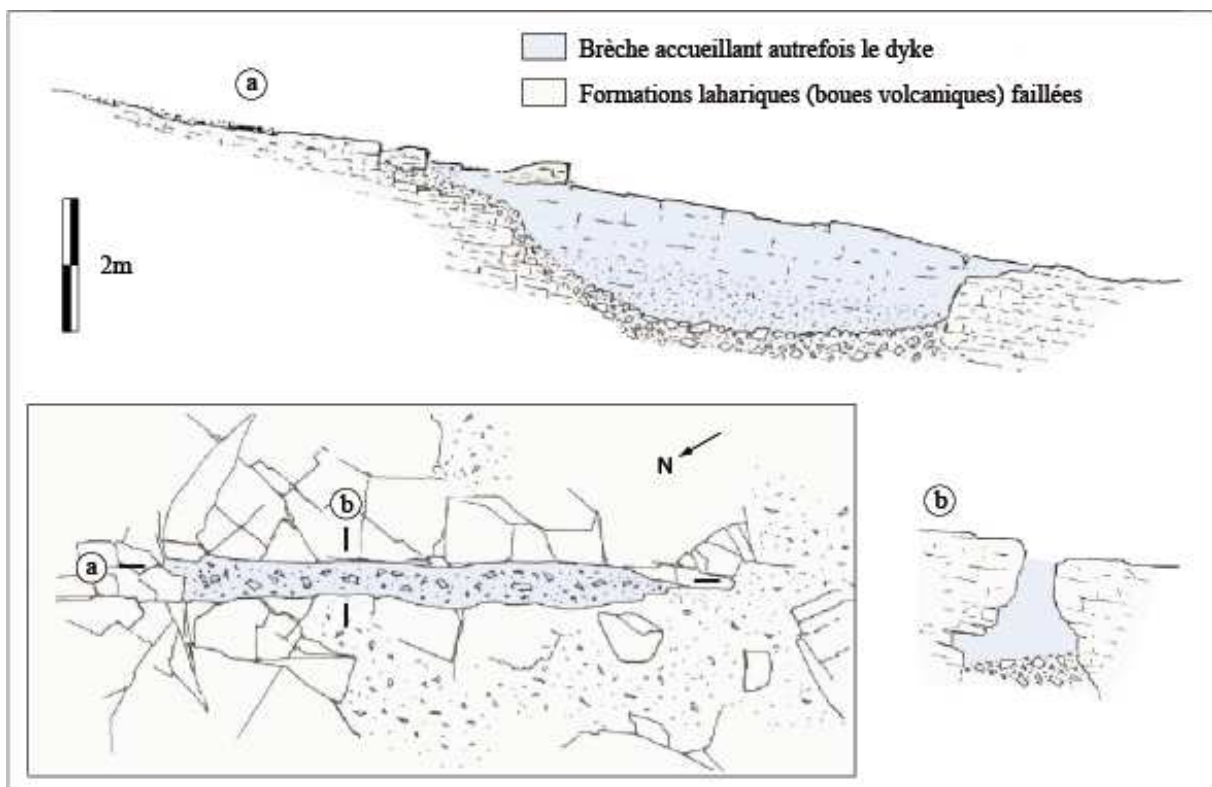 Brèche accueillant autrefois le dyke
a
Formations lahariques (boues volcaniques) faillées
2m
N
b
b
a